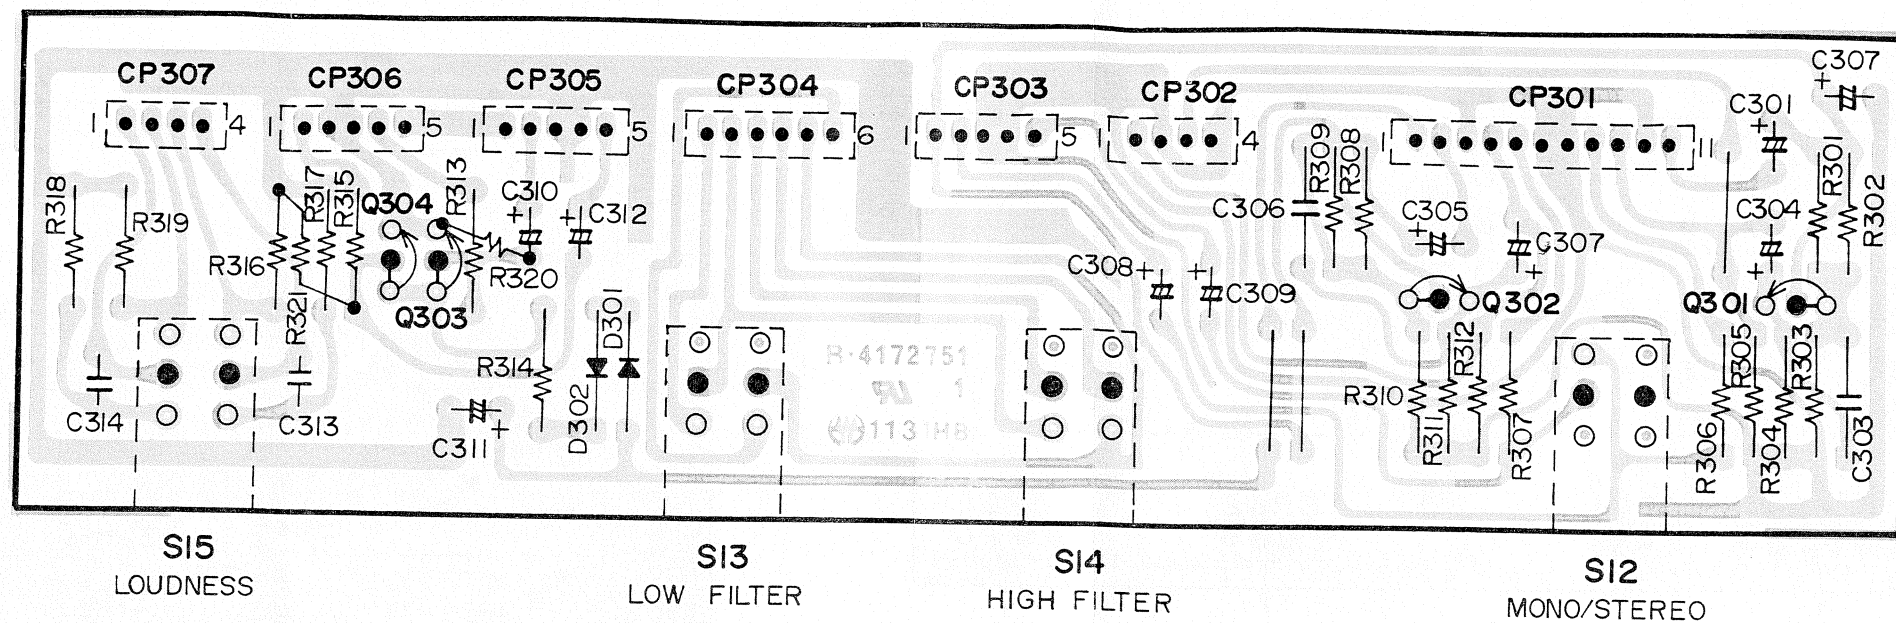 CP307
CP306
CP305
CP304
CP303
CP302
CP301
C307
+
C301
+
1 4
1 5
1 5
1 6
1 5
1 4
1 11
R318
R319
R316
R317
R315
R321
Q304
Q303
R313
C310
+
C312
+
R320
C306
R309
R308
C305
+
C307
+
C304
+
R301
R302
C308 +
+
C309
Q302
Q301
C314
C313
R314
D301
D302
C311
+
R-4172751
1
1131HB
R310
R311
R312
R307
R306
R305
R304
R303
C303
S15
LOUDNESS
S13
LOW FILTER
S14
HIGH FILTER
S12
MONO/STEREO